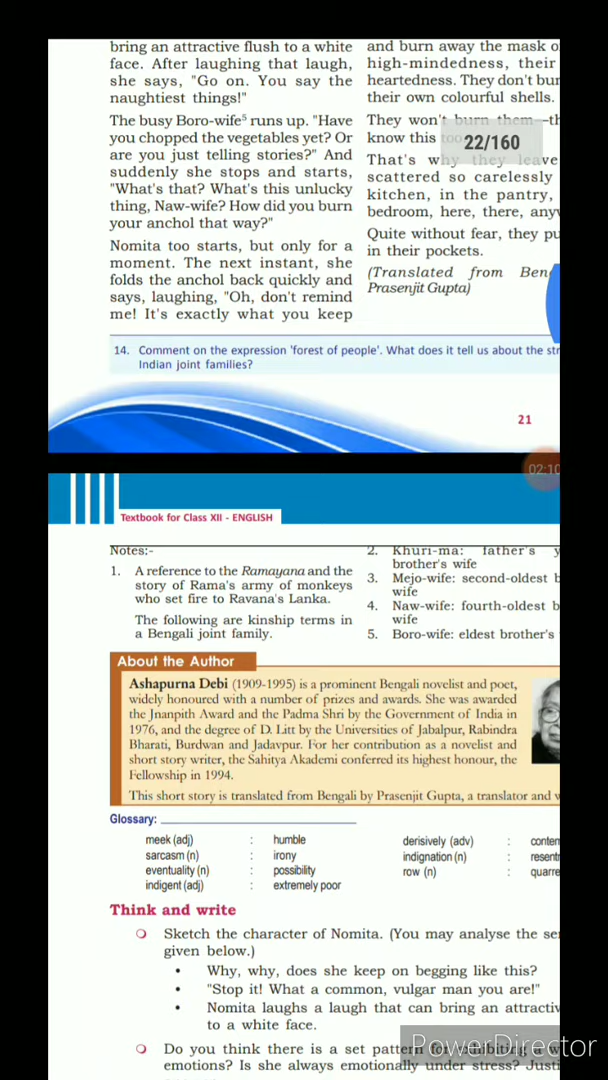 bring an attractive flush to a white
face. After laughing that laugh,
she says, "Go on. You say the
naughtiest things!"
The busy Boro-wife⁵ runs up. "Have
you chopped the vegetables yet? Or
are you just telling stories?" And
suddenly she stops and starts,
"What's that? What's this unlucky
thing, Naw-wife? How did you burn
your anchol that way?"
Nomita too starts, but only for a
moment. The next instant, she
folds the anchol back quickly and
says, laughing, "Oh, don't remind
me! It's exactly what you keep
and burn away the mask
high-mindedness, their
heartedness. They don't
their own colourful shells.
They won't burn them
know this
22/160
That's why they leave
scattered so carelessly
kitchen, in the pantry,
bedroom, here, there,
Quite without fear, they
in their pockets.
(Translated from
Prasenjit Gupta)
14. Comment on the expression 'forest of people'. What does it tell us about the
Indian joint families?
21
02:10
Textbook for Class XII - ENGLISH
Notes:-
1. A reference to the Ramayana and the
story of Rama's army of monkeys
who set fire to Ravana's Lanka.
The following are kinship terms in
a Bengali joint family.
2. Khuri-ma: father's
brother's wife
3. Mejo-wife: second-oldest
wife
4. Naw-wife: fourth-oldest
wife
5. Boro-wife: eldest brother's
About the Author
Ashapurna Debi (1909-1995) is a prominent Bengali novelist and poet,
widely honoured with a number of prizes and awards. She was awarded
the Jnanpith Award and the Padma Shri by the Government of India in
1976, and the degree of D. Litt by the Universities of Jabalpur, Rabindra
Bharati, Burdwan and Jadavpur. For her contribution as a novelist and
short story writer, the Sahitya Akademi conferred its highest honour, the
Fellowship in 1994.
This short story is translated from Bengali by Prasenjit Gupta, a translator and
Glossary:
meek (adj) : humble
sarcasm (n) : irony
eventuality (n) : possibility
indigent (adj) : extremely poor
derisively (adv) :
indignation (n) :
row (n) :
Think and write
Sketch the character of Nomita. (You may analyse the
given below.)
• Why, why, does she keep on begging like this?
• "Stop it! What a common, vulgar man you are!"
• Nomita laughs a laugh that can bring an
to a white face.
Do you think there is a set pattern for exhibiting a
emotions? Is she always emotionally under stress?
PowerDirector